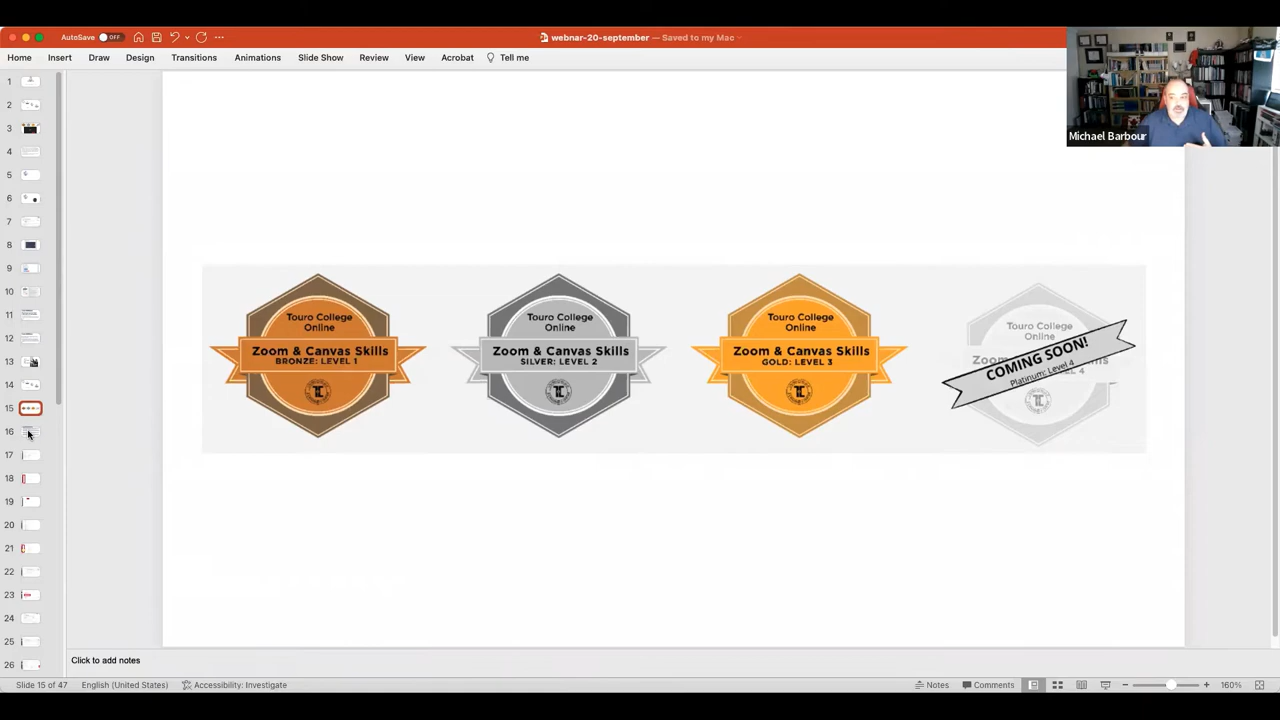 AutoSave OFF
webnar-20-september — Saved to my Mac
Home Insert Draw Design Transitions Animations Slide Show Review View Acrobat Tell me
Michael Barbour
1
2
3
4
5
6
7
8
9
10
11
12
13
14
15
16
17
18
19
20
21
22
23
24
25
26
Touro College
Online
Zoom & Canvas Skills
BRONZE: LEVEL 1
Touro College
Online
Zoom & Canvas Skills
SILVER: LEVEL 2
Touro College
Online
Zoom & Canvas Skills
GOLD: LEVEL 3
Touro College
Online
COMING SOON!
Platinum: Level 4
Click to add notes
Slide 15 of 47 English (United States) Accessibility: Investigate Notes Comments 160%